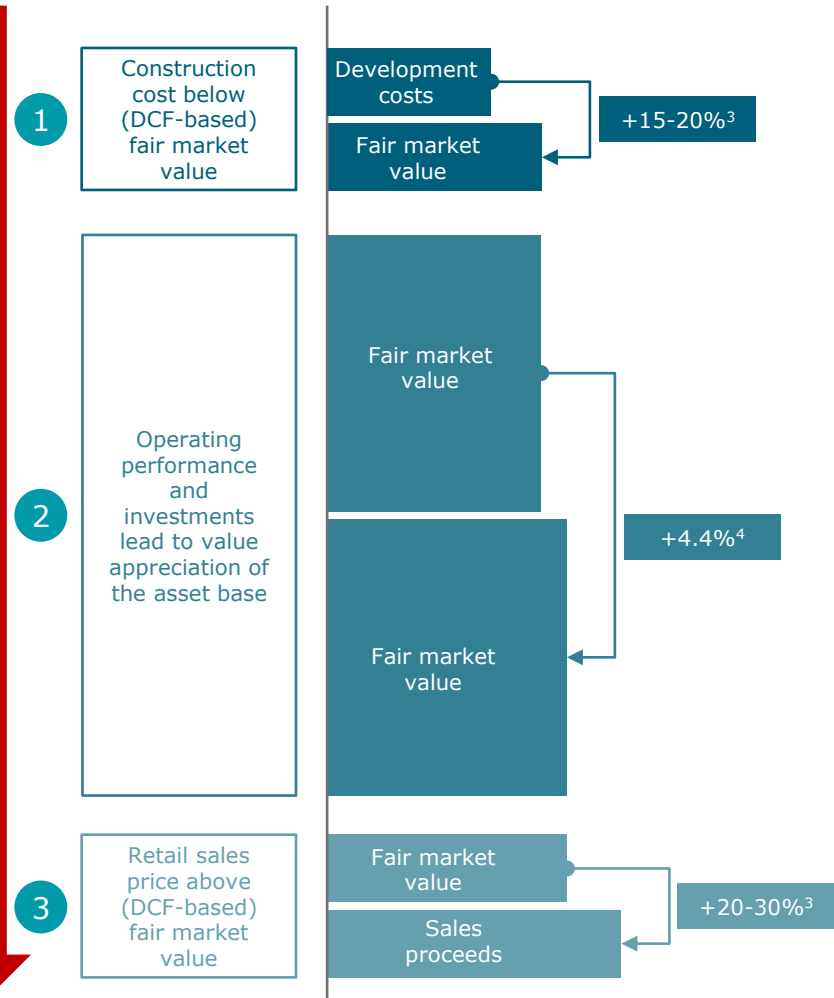 1
Construction
cost below
(DCF-based)
fair market
value
Development
costs
Fair market
value
+15-20%³
2
Operating
performance
and
investments
lead to value
appreciation of
the asset base
Fair market
value
Fair market
value
+4.4%⁴
3
Retail sales
price above
(DCF-based)
fair market
value
Fair market
value
Sales
proceeds
+20-30%³